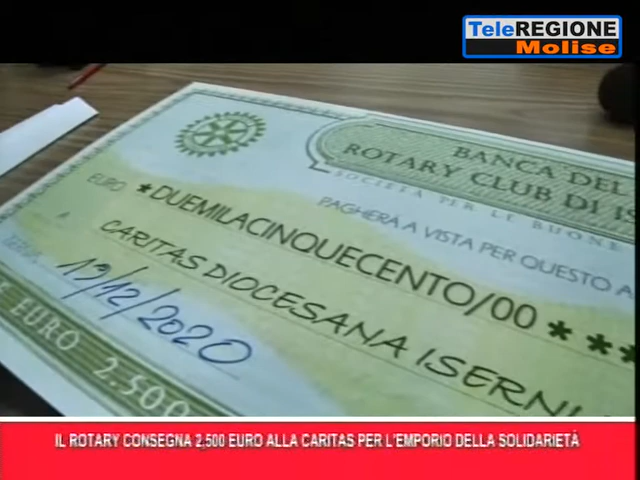 TeleREGIONE
Molise
BANCA DEL
ROTARY CLUB DI IS
SOCIETÀ PER LE BUONE
PAGHERÀ A VISTA PER QUESTO A
EURO *DUEMILACINQUECENTO/00***
A CARITAS DIOCESANA ISERNI
13/12/2020
E EURO 2.500
IL ROTARY CONSEGNA 2,500 EURO ALLA CARITAS PER L'EMPORIO DELLA SOLIDARIETÀ